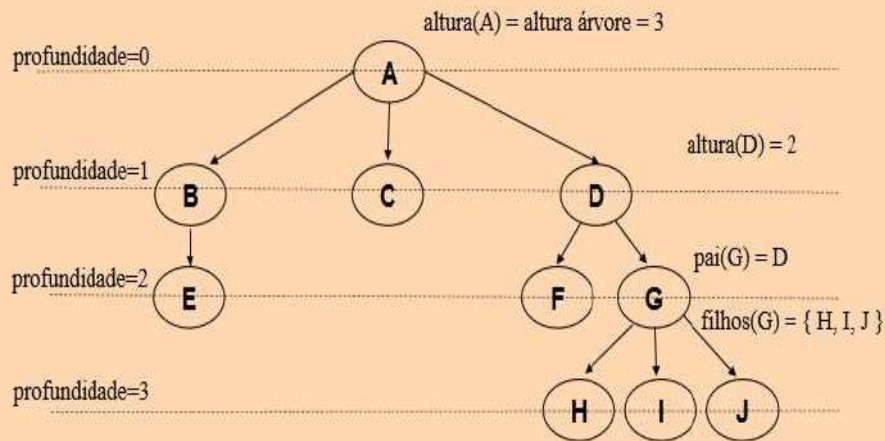 altura(A) = altura árvore = 3
profundidade=0
A
altura(D) = 2
profundidade=1
B C D
pai(G) = D
profundidade=2
E F G
filhos(G) = { H, I, J }
profundidade=3
H I J